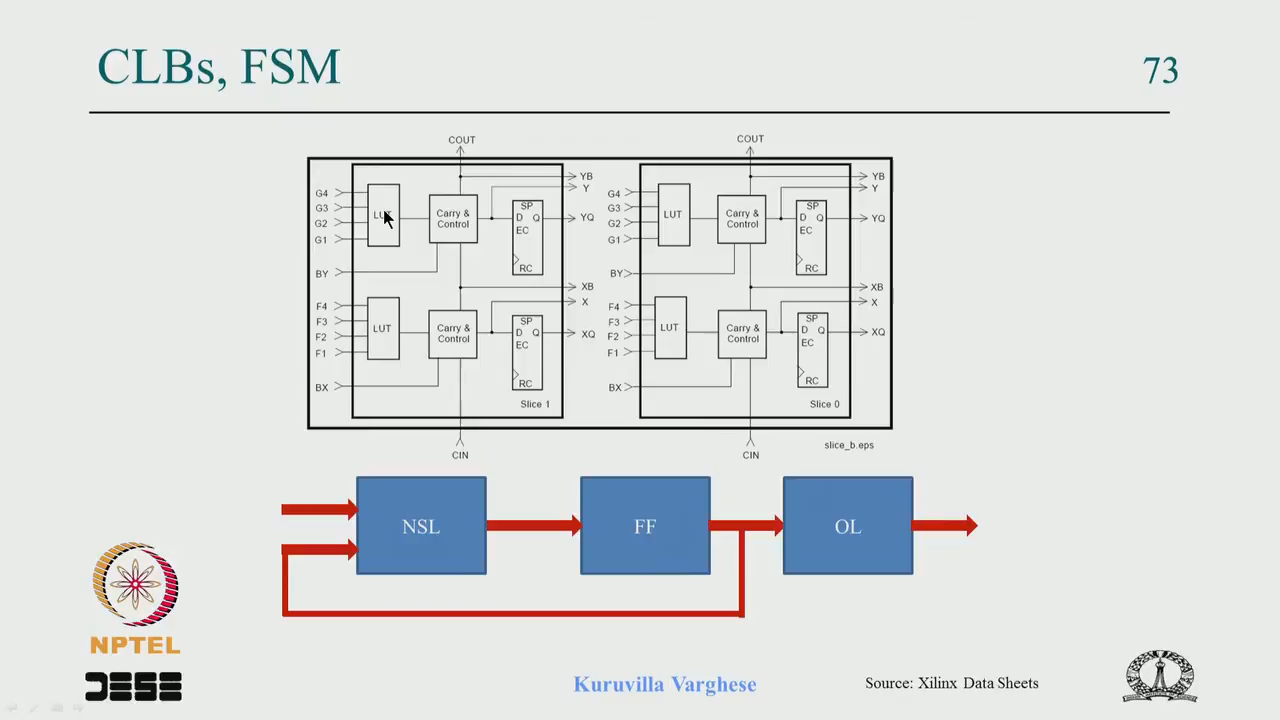 CLBs, FSM
73
COUT
COUT
YB
Y
G4
G3
G2
G1
LUT
Carry &
Control
SP
D Q
EC
RC
YQ
BY
XB
X
F4
F3
F2
F1
LUT
Carry &
Control
SP
D Q
EC
RC
XQ
BX
Slice 1
CIN
YB
Y
G4
G3
G2
G1
LUT
Carry &
Control
SP
D Q
EC
RC
YQ
BY
XB
X
F4
F3
F2
F1
LUT
Carry &
Control
SP
D Q
EC
RC
XQ
BX
Slice 0
CIN
slice_b.eps
NSL
FF
OL
NPTEL
DESE
Kuruvilla Varghese
Source: Xilinx Data Sheets